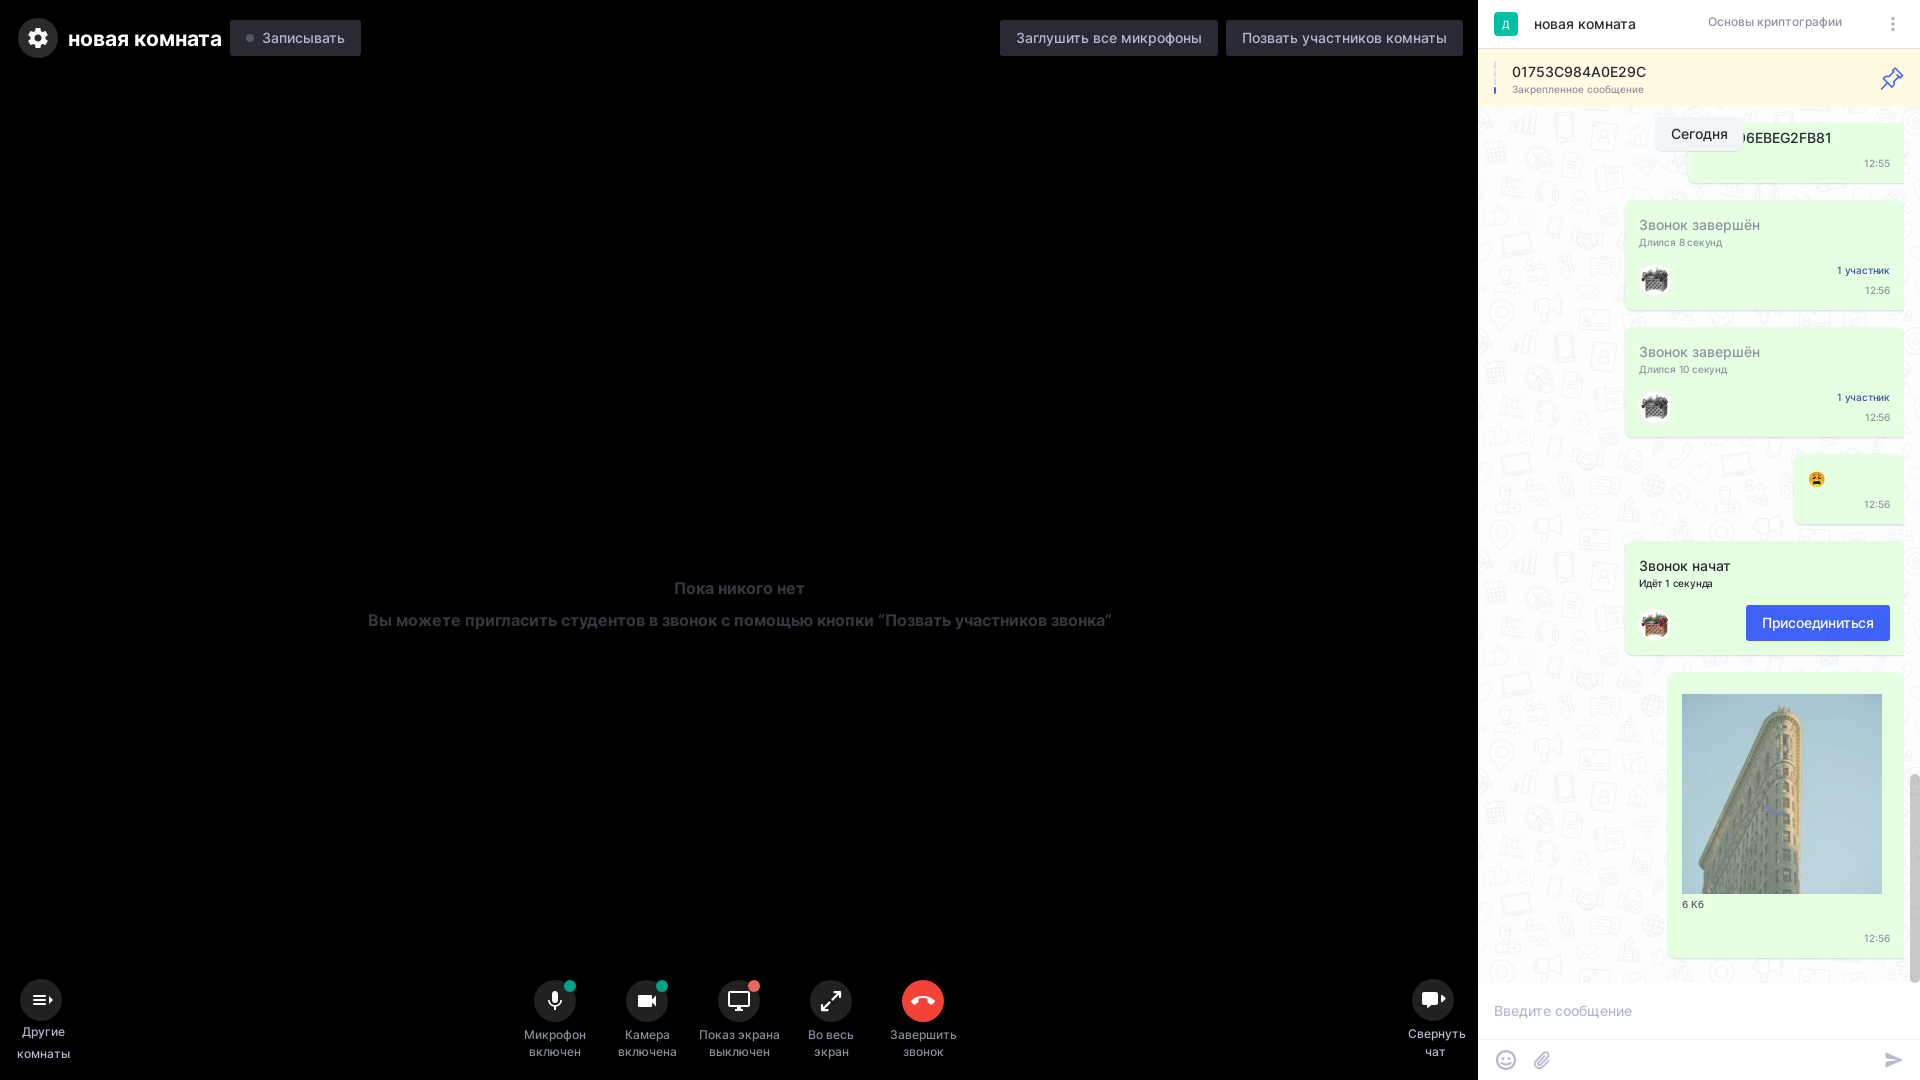 новая комната
Записывать
Заглушить все микрофоны
Позвать участников комнаты
Пока никого нет
Вы можете пригласить студентов в звонок с помощью кнопки “Позвать участников звонка”
Другие
комнаты
Микрофон
включен
Камера
включена
Показ экрана
выключен
Во весь
экран
Завершить
звонок
Свернуть
чат
Д
новая комната
Основы криптографии
01753C984A0E29C
Закрепленное сообщение
Сегодня
96EBEG2FB81
12:55
Звонок завершён
Длился 8 секунд
1 участник
12:56
Звонок завершён
Длился 10 секунд
1 участник
12:56
😩
12:56
Звонок начат
Идёт 1 секунда
Присоединиться
6 Кб
12:56
Введите сообщение